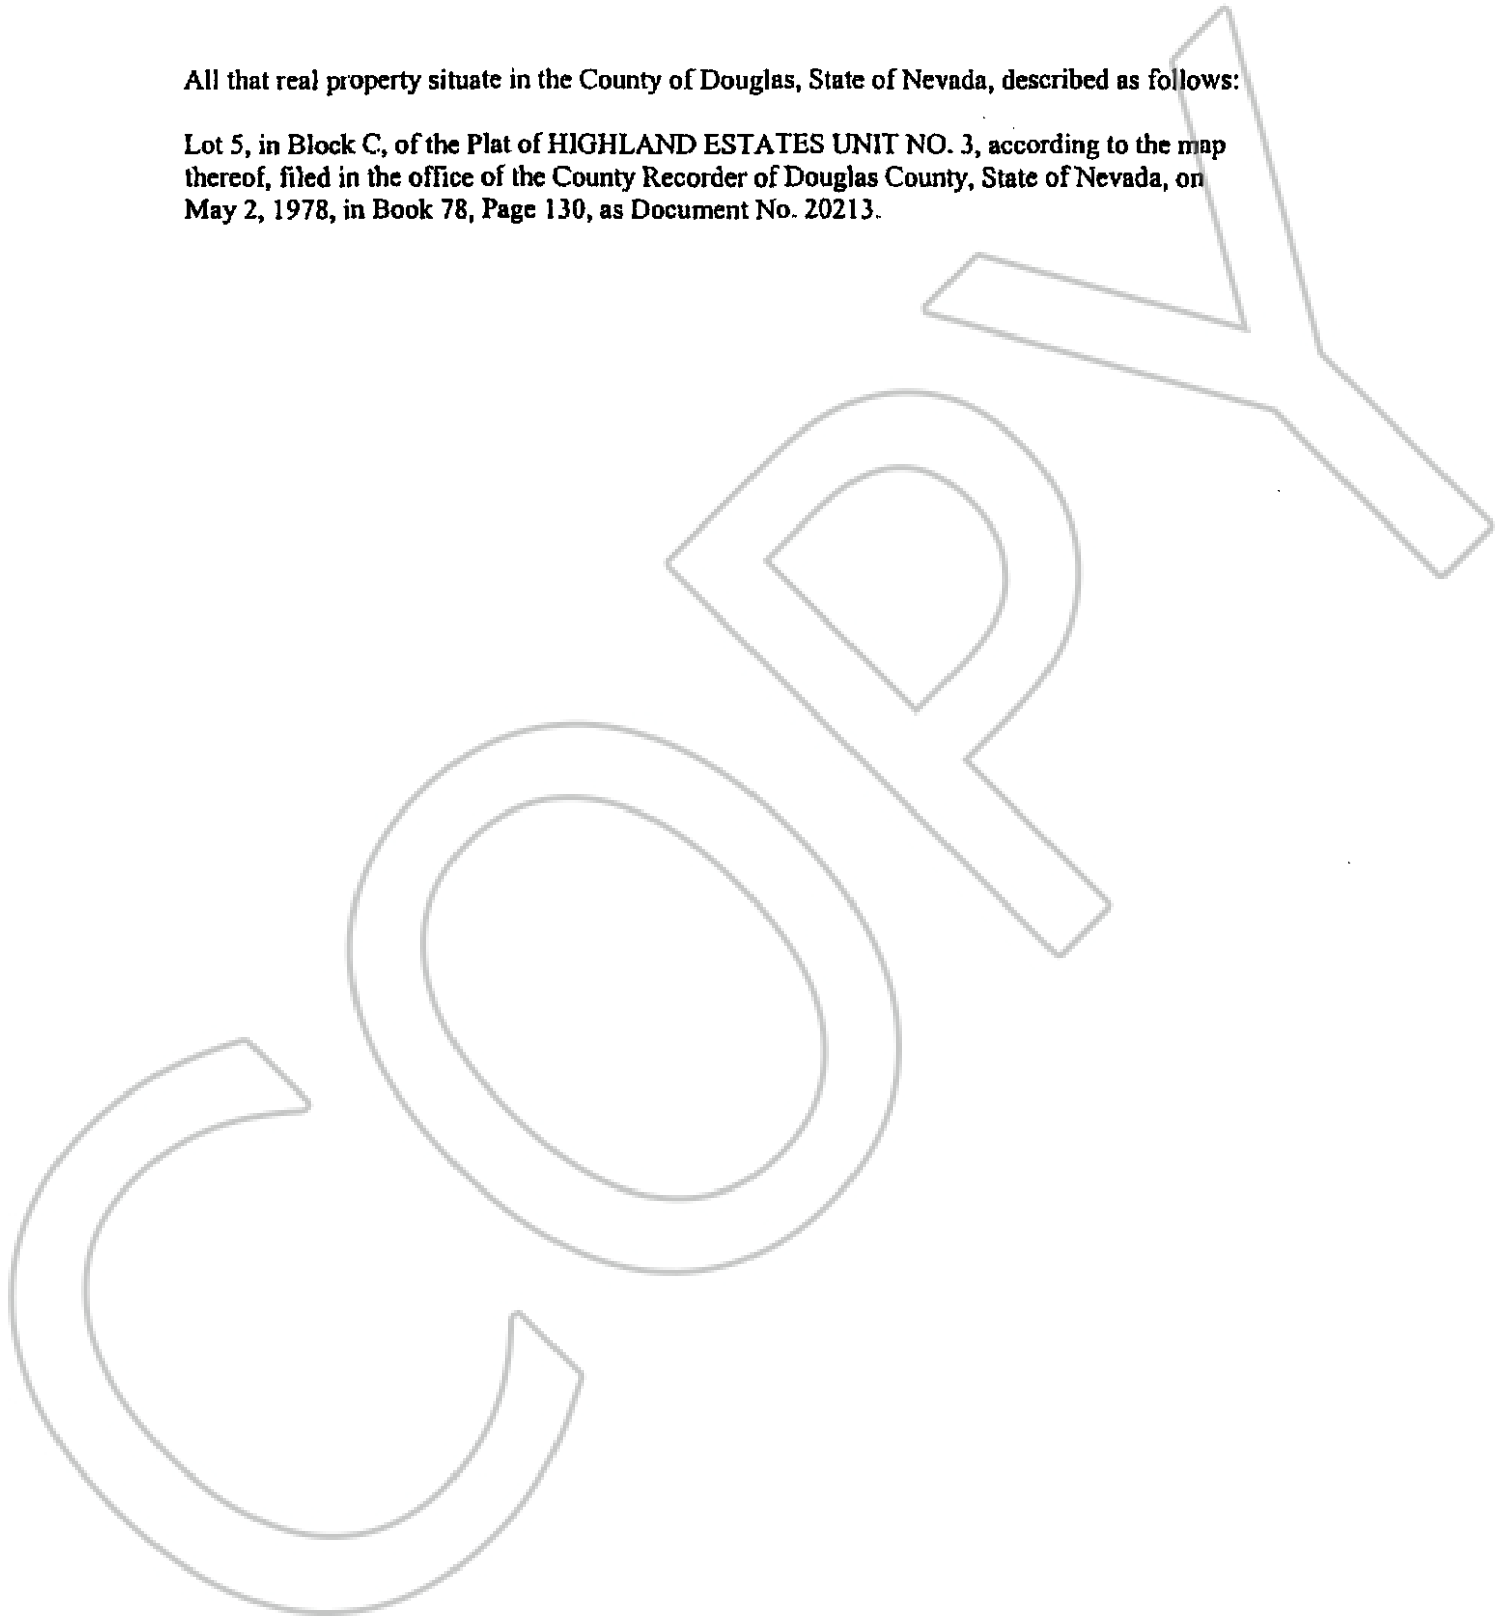 All that real property situate in the County of Douglas, State of Nevada, described as follows:
Lot 5, in Block C, of the Plat of HIGHLAND ESTATES UNIT NO. 3, according to the map
thereof, filed in the office of the County Recorder of Douglas County, State of Nevada, on
May 2, 1978, in Book 78, Page 130, as Document No. 20213.
COPY